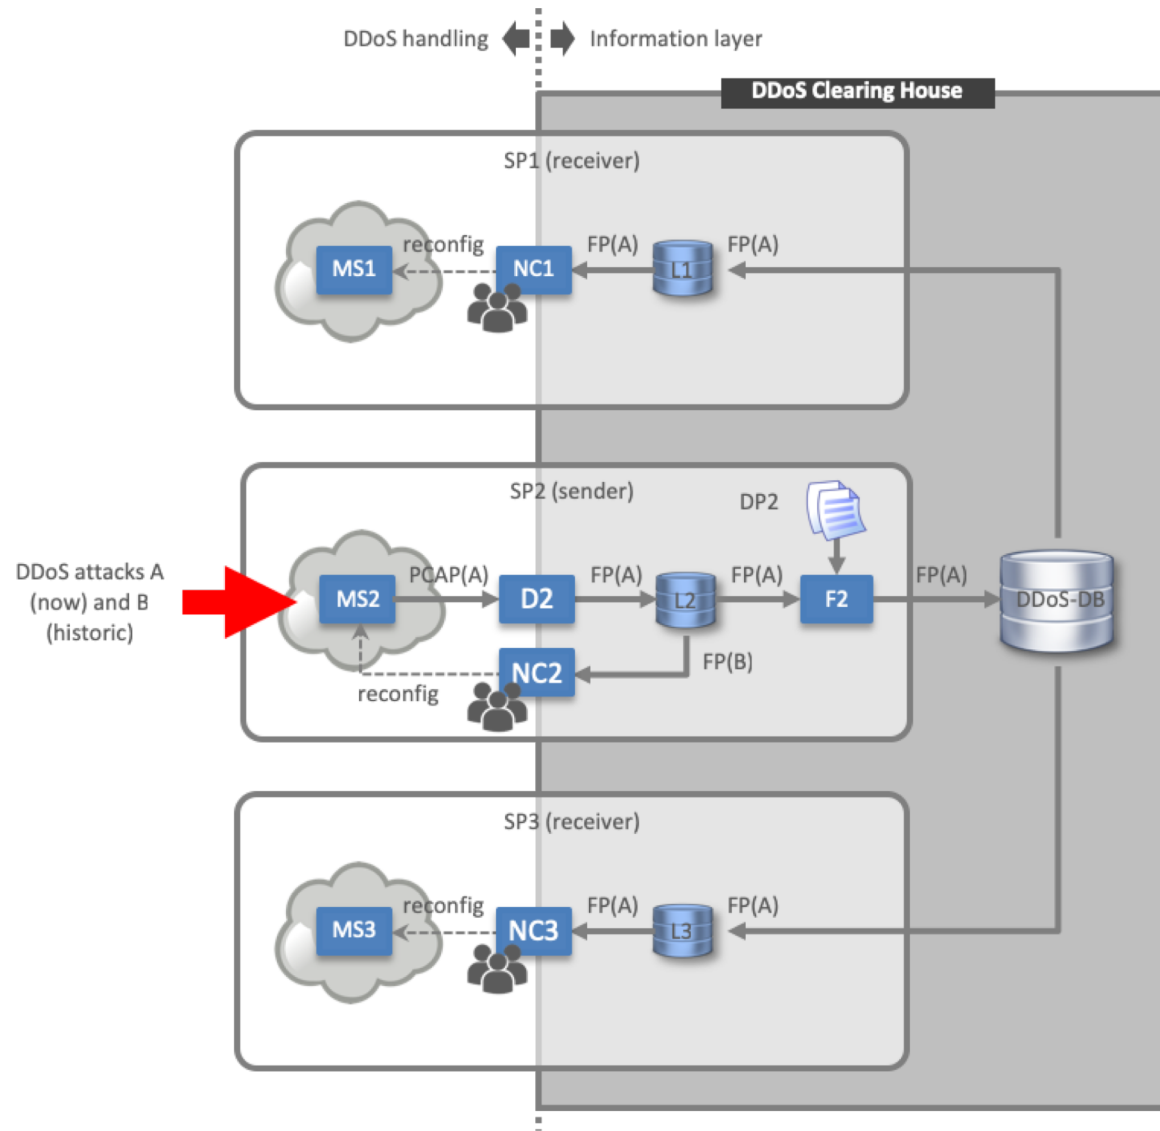 DDoS handling
Information layer
DDoS Clearing House
SP1 (receiver)
reconfig
FP(A)
FP(A)
MS1
NC1
L1
SP2 (sender)
DP2
DDoS attacks A
(now) and B
(historic)
PCAP(A)
FP(A)
FP(A)
FP(A)
MS2
D2
L2
F2
DDoS-DB
NC2
FP(B)
reconfig
SP3 (receiver)
reconfig
FP(A)
FP(A)
MS3
NC3
L3